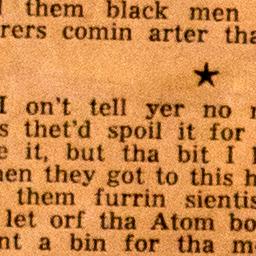 them black men
rers comin arter tha
★
I on't tell yer no
s thet'd spoil it for
it, but tha bit I
en they got to this
them furrin sientis
let orf tha Atom bo
nt a bin for tha m